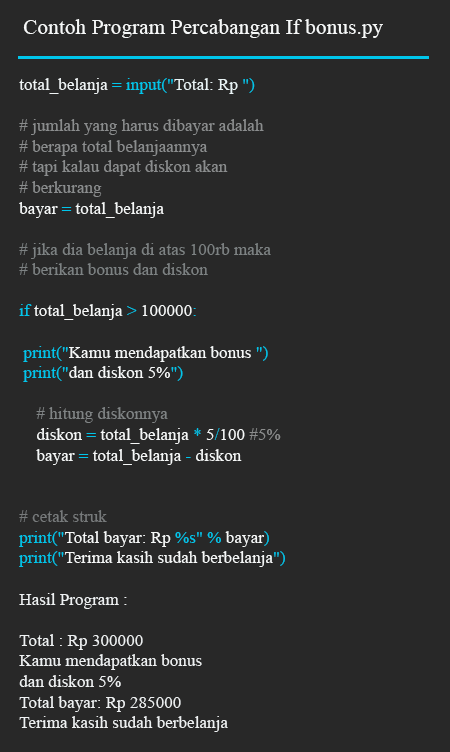 Contoh Program Percabangan If bonus.py
total_belanja = input("Total: Rp ")
# jumlah yang harus dibayar adalah
# berapa total belanjaannya
# tapi kalau dapat diskon akan
# berkurang
bayar = total_belanja
# jika dia belanja di atas 100rb maka
# berikan bonus dan diskon
if total_belanja > 100000:
print("Kamu mendapatkan bonus ")
print("dan diskon 5%")
# hitung diskonnya
diskon = total_belanja * 5/100 #5%
bayar = total_belanja - diskon
# cetak struk
print("Total bayar: Rp %s" % bayar)
print("Terima kasih sudah berbelanja")
Hasil Program :
Total : Rp 300000
Kamu mendapatkan bonus
dan diskon 5%
Total bayar: Rp 285000
Terima kasih sudah berbelanja